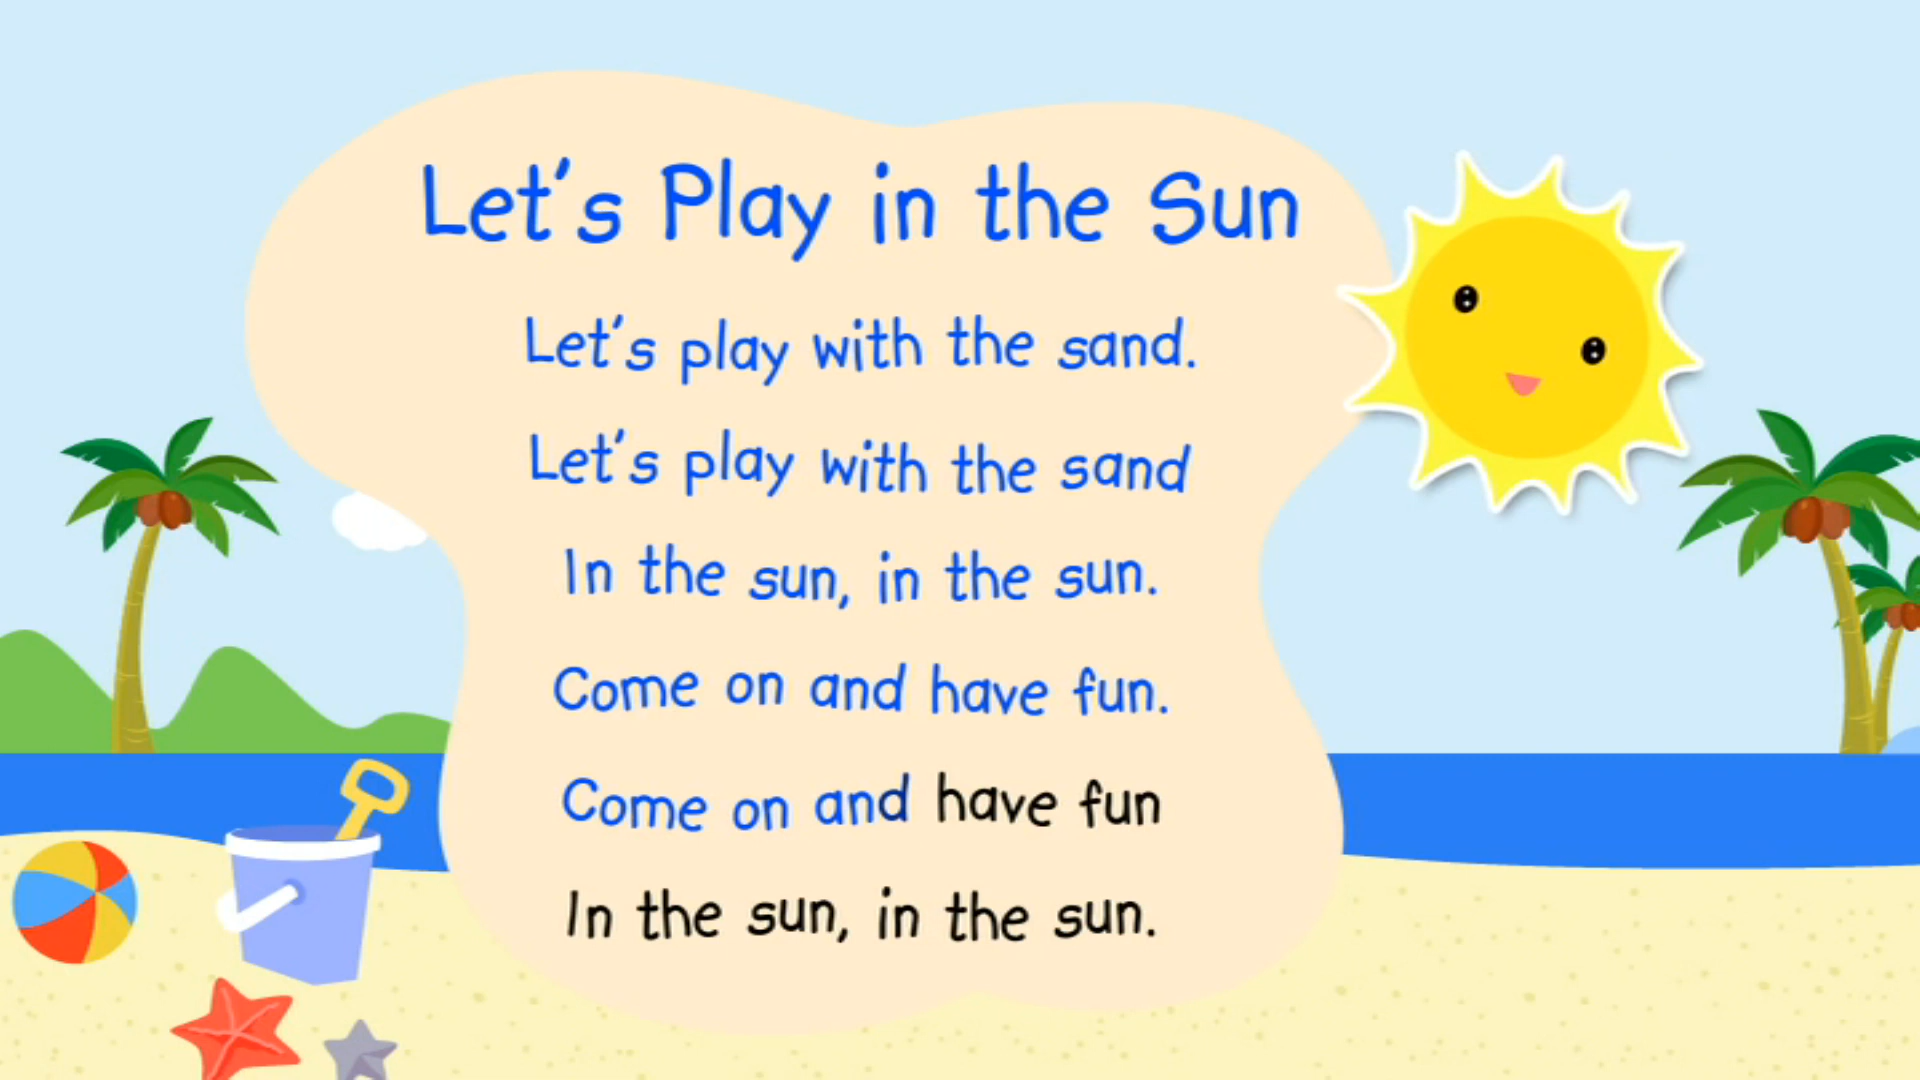 Let's Play in the Sun
Let's play with the sand.
Let's play with the sand
In the sun, in the sun.
Come on and have fun.
Come on and have fun
In the sun, in the sun.